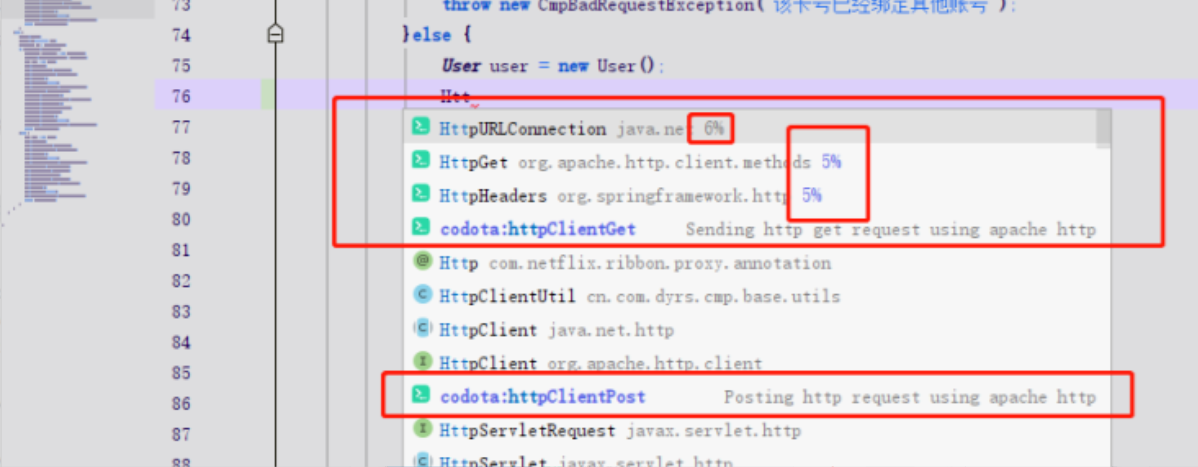 73 throw new CmpBadRequestException("该卡号已经绑定其他账号");
74 }else {
75 User user = new User();
76 Htt
77 HttpURLConnection java.net 6%
78 HttpGet org.apache.http.client.methods 5%
79 HttpHeaders org.springframework.http 5%
80 codota:httpClientGet Sending http get request using apache http
81 Http com.netflix.ribbon.proxy.annotation
82 HttpClientUtil cn.com.dyrs.cmp.base.utils
83 HttpClient java.net.http
84 HttpClient org.apache.http.client
85 codota:httpClientPost Posting http request using apache http
86
87 HttpServletRequest javax.servlet.http
88 HttpServlet javax.servlet.http